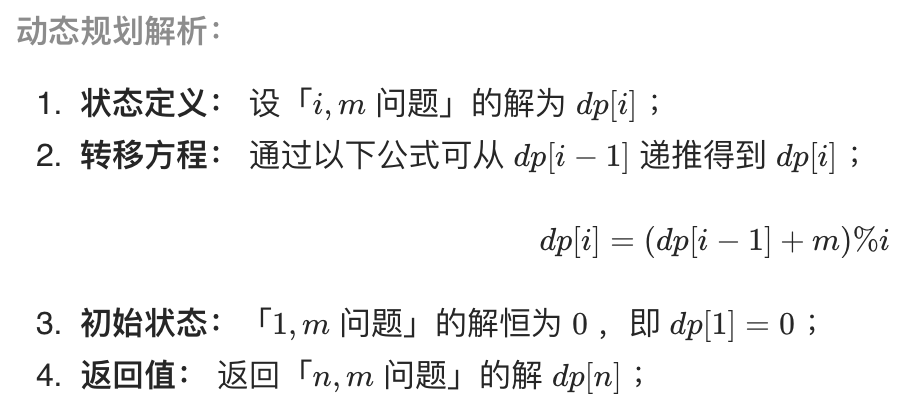 动态规划解析：
1. 状态定义： 设「i, m 问题」的解为 dp[i] ；
2. 转移方程： 通过以下公式可从 dp[i − 1] 递推得到 dp[i] ；
dp[i] = (dp[i − 1] + m)%i
3. 初始状态： 「1, m 问题」的解恒为 0 ，即 dp[1] = 0 ；
4. 返回值： 返回「n, m 问题」的解 dp[n] ；